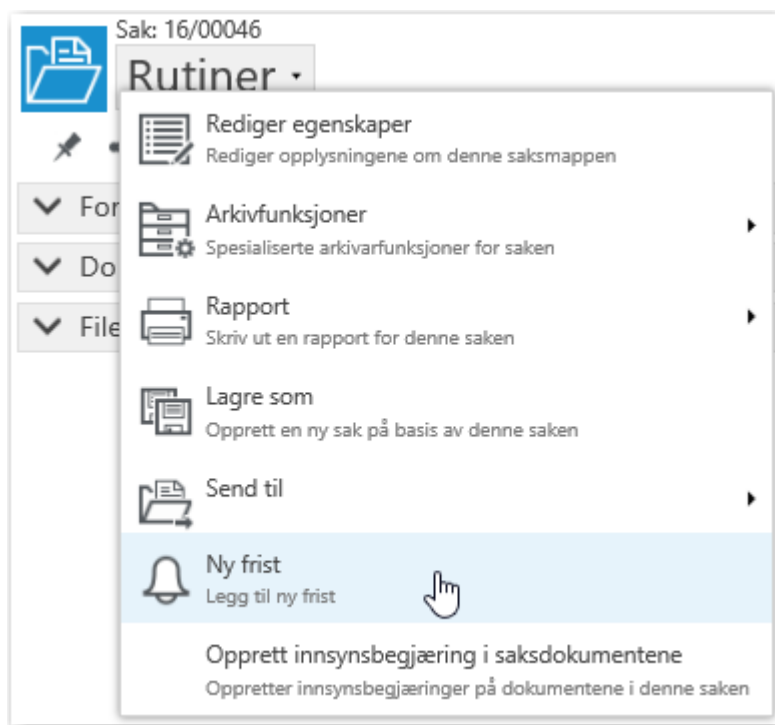 Sak: 16/00046
Rutiner
Rediger egenskaper
Rediger opplysningene om denne saksmappen
For
Arkivfunksjoner
Spesialiserte arkivarfunksjoner for saken
Do
Rapport
Skriv ut en rapport for denne saken
File
Lagre som
Opprett en ny sak på basis av denne saken
Send til
Ny frist
Legg til ny frist
Opprett innsynsbegjæring i saksdokumentene
Oppretter innsynsbegjæringer på dokumentene i denne saken